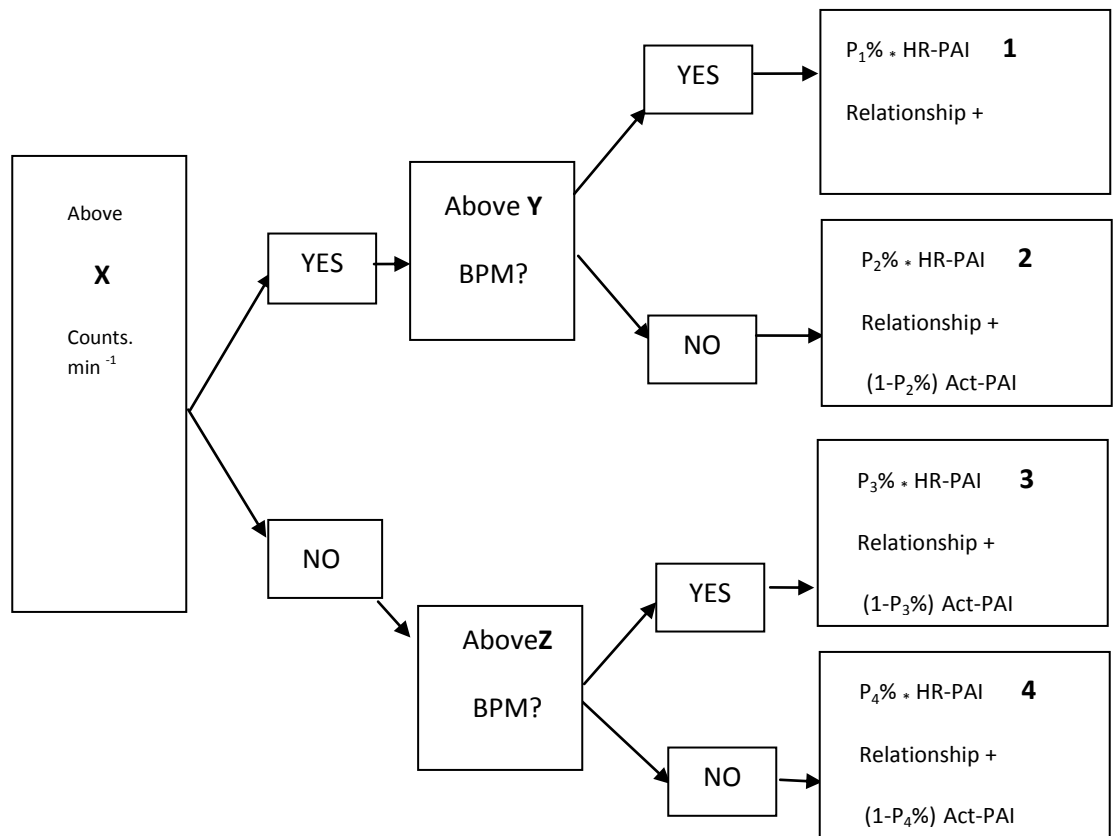 Above
X
Counts.
min ⁻¹
YES
Above Y
BPM?
YES
P₁% * HR-PAI 1
Relationship +
NO
P₂% * HR-PAI 2
Relationship +
(1-P₂%) Act-PAI
NO
AboveZ
BPM?
YES
P₃% * HR-PAI 3
Relationship +
(1-P₃%) Act-PAI
NO
P₄% * HR-PAI 4
Relationship +
(1-P₄%) Act-PAI